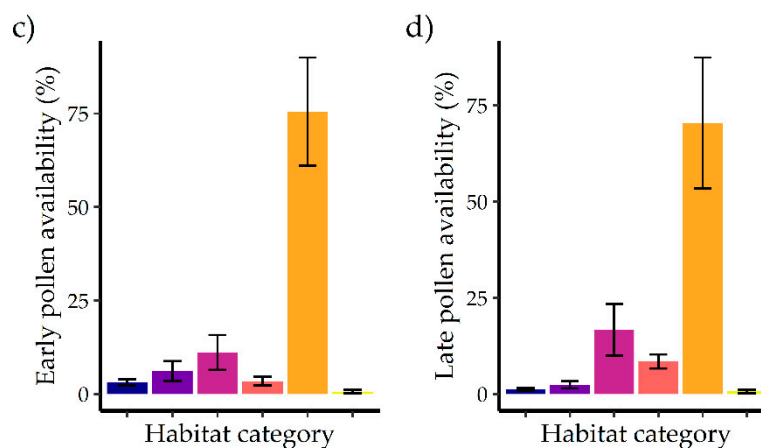 c)
Early pollen availability (%)
75
50
25
0
Habitat category
d)
Late pollen availability (%)
75
50
25
0
Habitat category